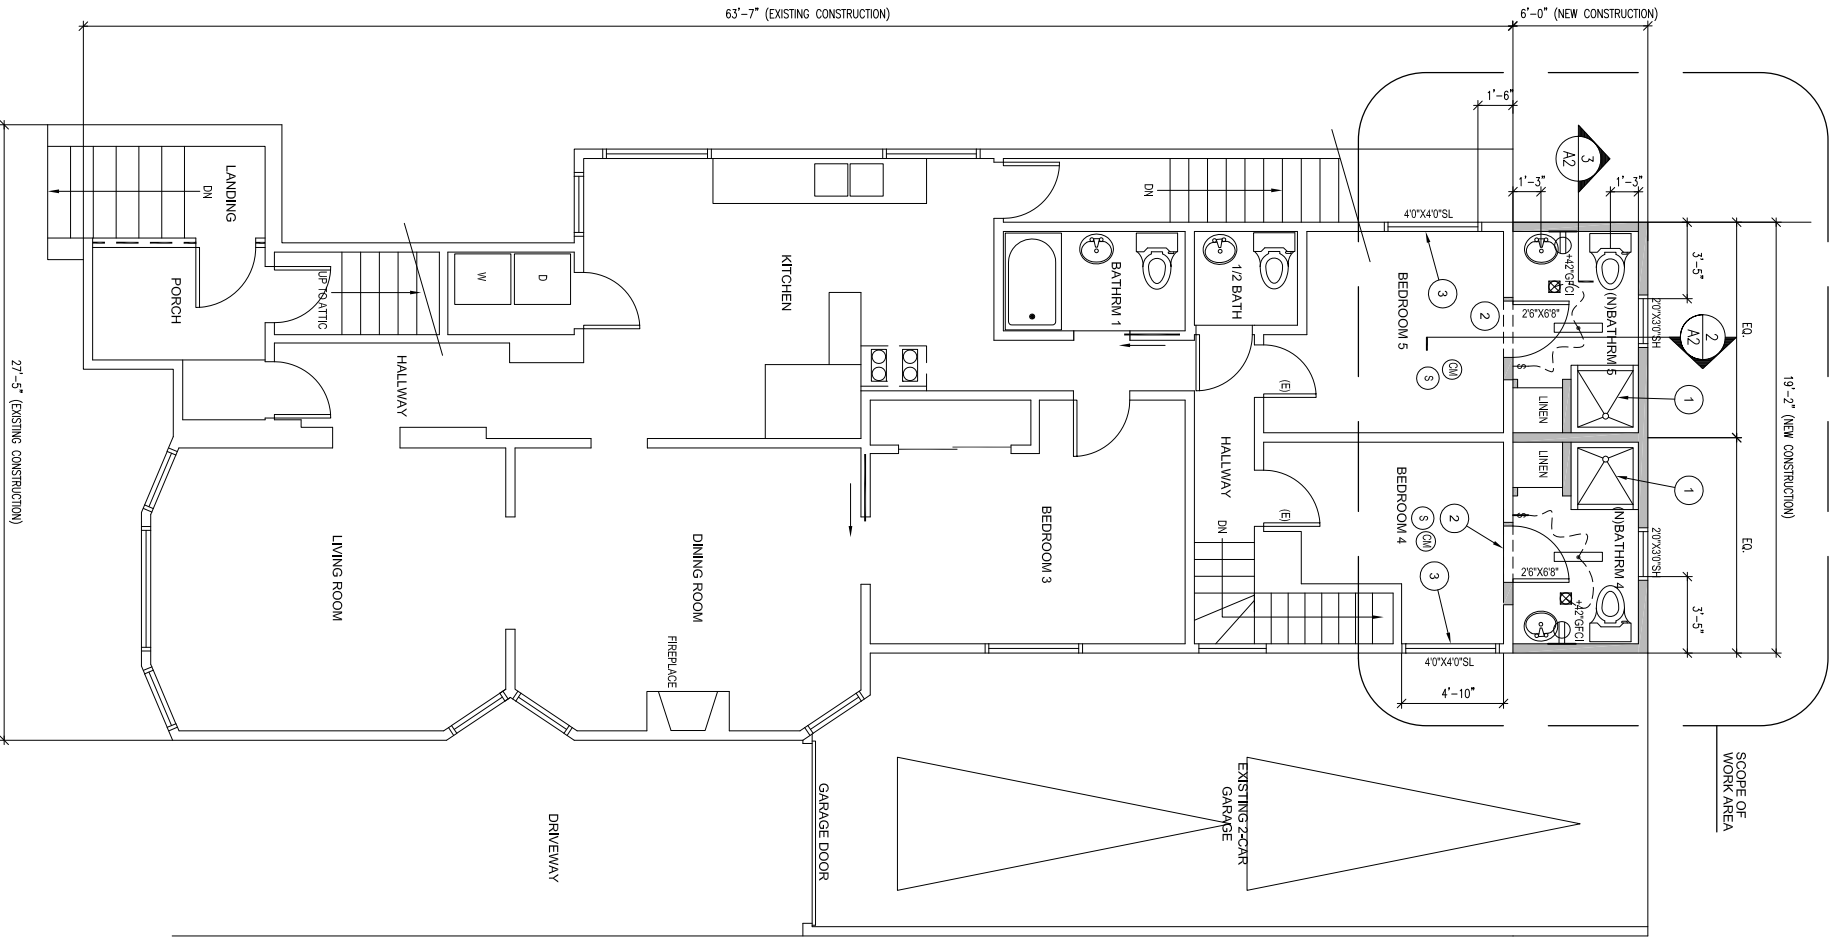 63'-7" (EXISTING CONSTRUCTION)
6'-0" (NEW CONSTRUCTION)
1'-6"
3
A2
1'-3"
1'-3"
LANDING
DN
DN
4'0"X4'0"SL
3'-5"
PORCH
UP TO ATTIC
W
D
KITCHEN
BATHRM 1
1/2 BATH
BEDROOM 5
3
2
+42"GFCI
2'6"X6'8"
(N)BATHRM 5
2'0"X3'0"SH
2
A2
EQ.
S
CM
S
(E)
LINEN
1
19'-2" (NEW CONSTRUCTION)
27'-5" (EXISTING CONSTRUCTION)
HALLWAY
HALLWAY
DN
BEDROOM 4
S
CM
2
3
(E)
LINEN
1
S
(N)BATHRM 4
2'0"X3'0"SH
EQ.
2'6"X6'8"
+42"GFCI
3'-5"
LIVING ROOM
DINING ROOM
BEDROOM 3
FIREPLACE
4'0"X4'0"SL
4'-10"
SCOPE OF
WORK AREA
DRIVEWAY
GARAGE DOOR
EXISTING 2-CAR
GARAGE